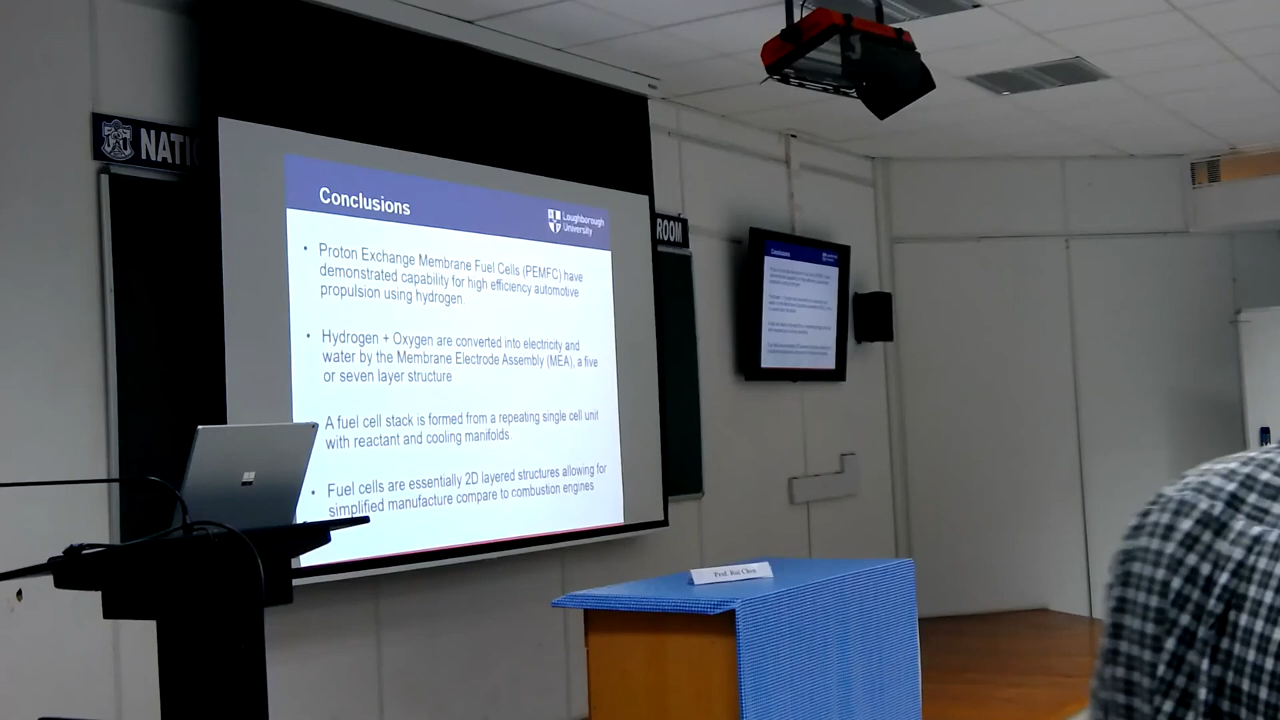 NATI
ROOM
Conclusions
Loughborough
University
• Proton Exchange Membrane Fuel Cells (PEMFC) have
demonstrated capability for high efficiency automotive
propulsion using hydrogen.
• Hydrogen + Oxygen are converted into electricity and
water by the Membrane Electrode Assembly (MEA), a five
or seven layer structure
A fuel cell stack is formed from a repeating single cell unit
with reactant and cooling manifolds.
• Fuel cells are essentially 2D layered structures allowing for
simplified manufacture compare to combustion engines
Conclusions
Prof. Rui Chen